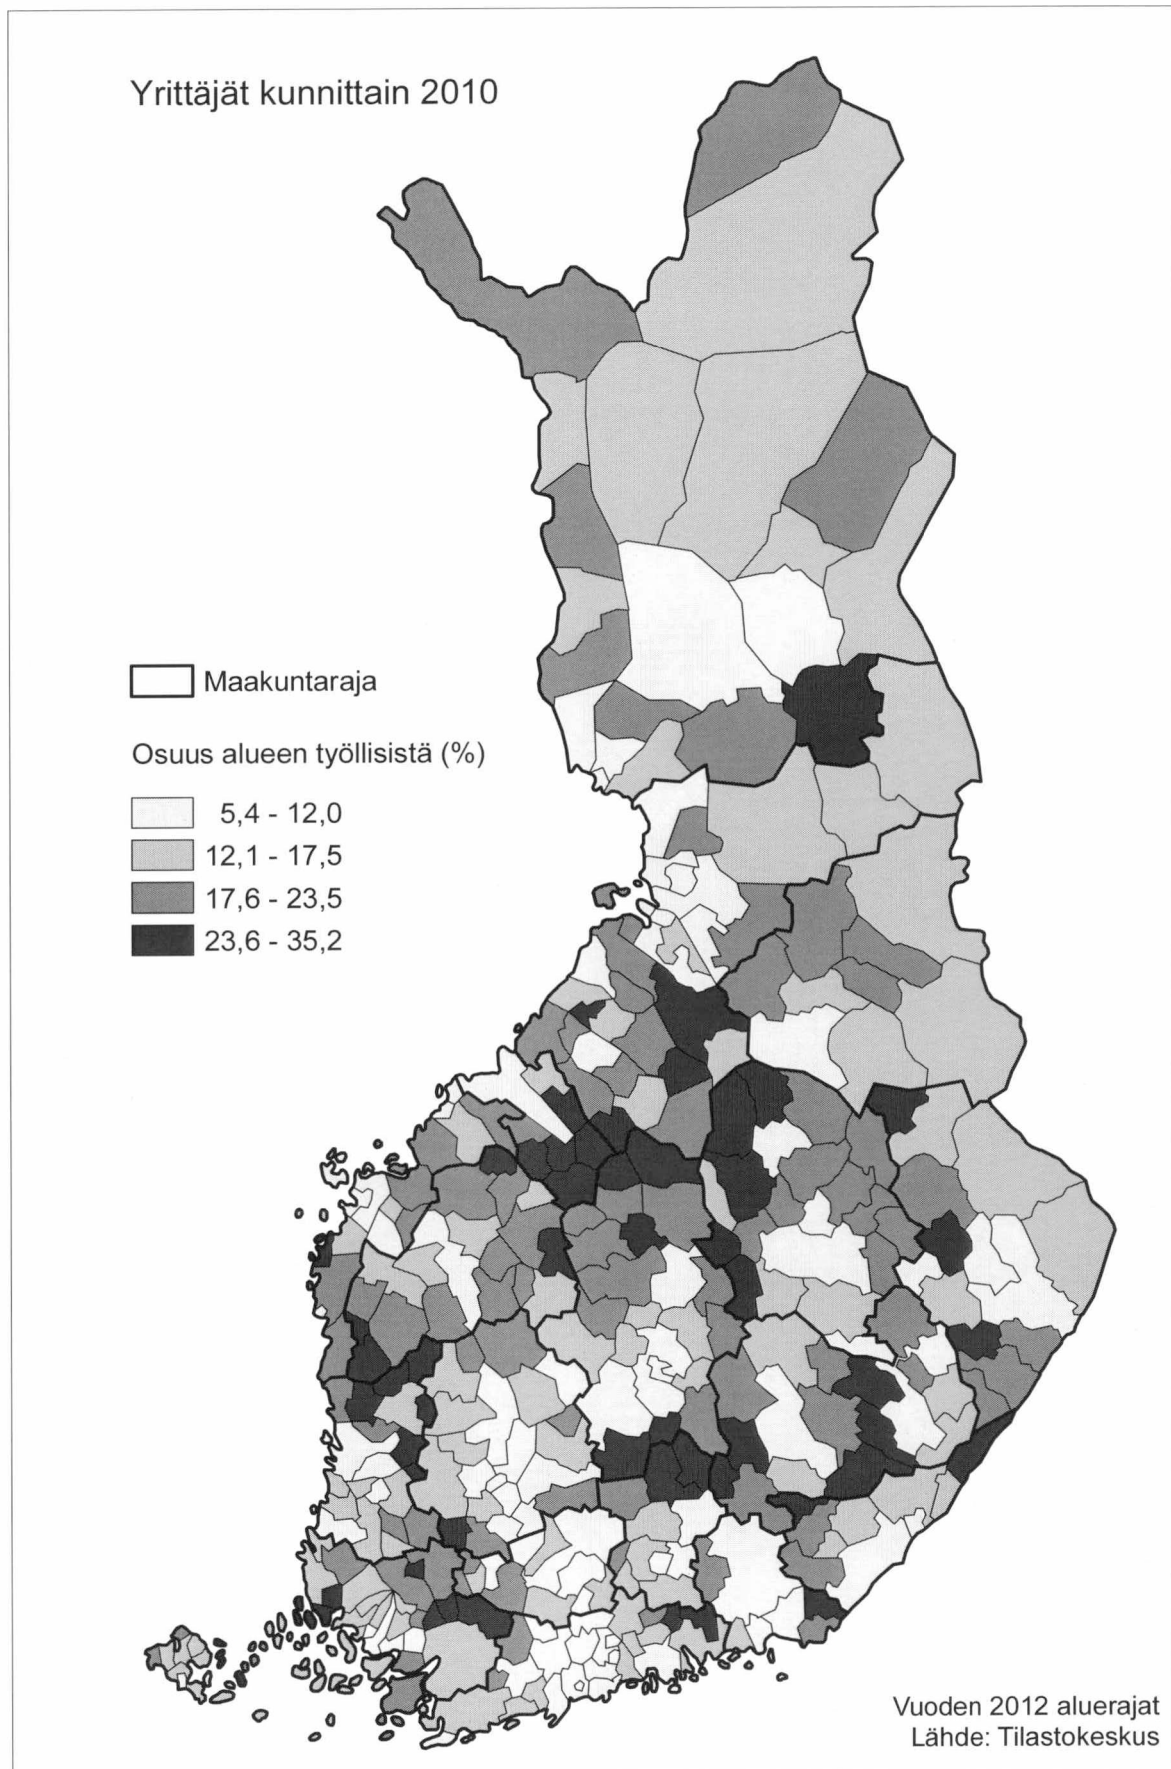 Yrittäjät kunnittain 2010
Maakuntaraja
Osuus alueen työllisistä (%)
5,4 - 12,0
12,1 - 17,5
17,6 - 23,5
23,6 - 35,2
Vuoden 2012 aluerajat
Lähde: Tilastokeskus